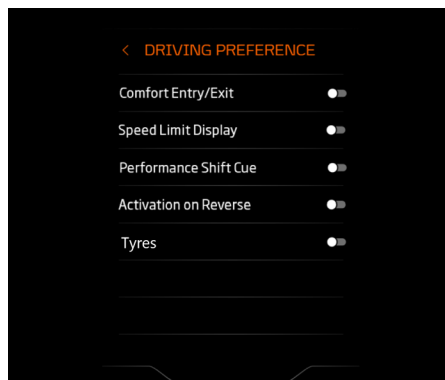 DRIVING PREFERENCE
Comfort Entry/Exit
Speed Limit Display
Performance Shift Cue
Activation on Reverse
Tyres